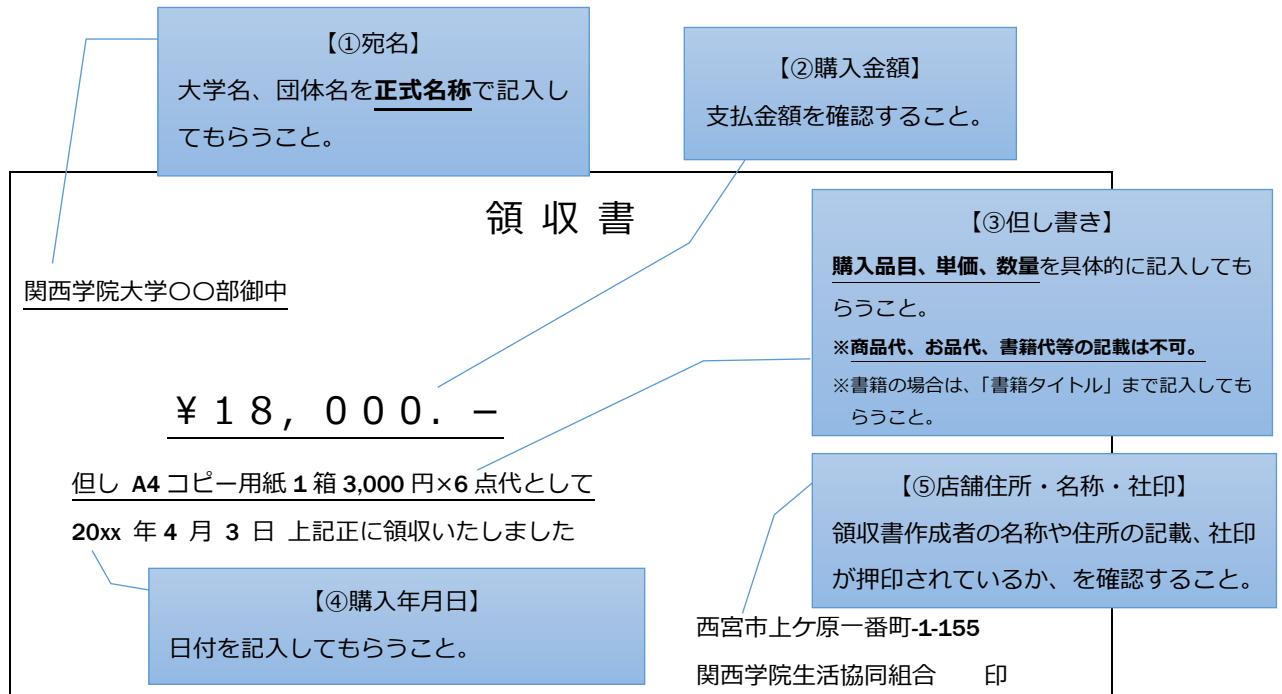 【①宛名】
大学名、団体名を正式名称で記入し
てもらうこと。
【②購入金額】
支払金額を確認すること。
領収書
【③但し書き】
購入品目、単価、数量を具体的に記入しても
らうこと。
※商品代、お品代、書籍代等の記載は不可。
※書籍の場合は、「書籍タイトル」まで記入しても
らうこと。
関西学院大学〇〇部御中
¥18,000.－
但し A4コピー用紙1箱3,000円×6点代として
20xx 年 4 月 3 日 上記正に領収いたしました
【⑤店舗住所・名称・社印】
領収書作成者の名称や住所の記載、社印
が押印されているか、を確認すること。
【④購入年月日】
日付を記入してもらうこと。
西宮市上ケ原一番町-1-155
関西学院生活協同組合 印